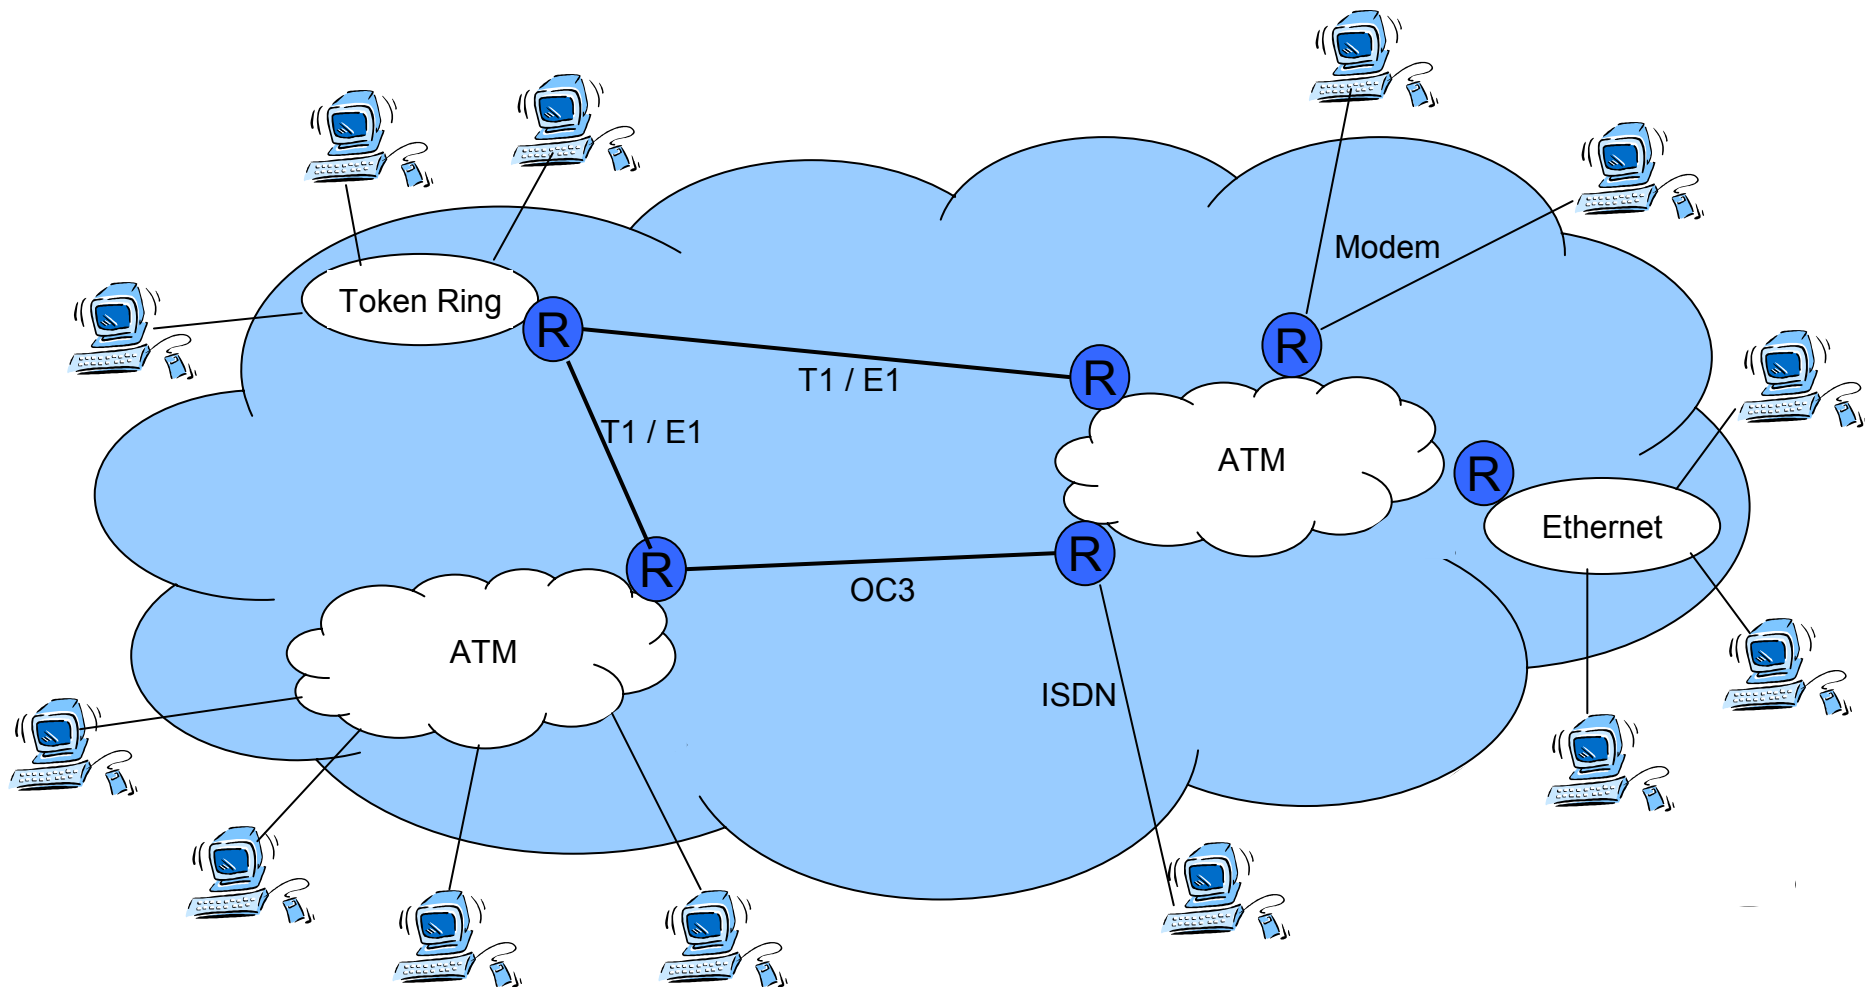 Modem
Token Ring
R
R
R
R
T1 / E1
T1 / E1
ATM
R
Ethernet
R
R
OC3
ATM
ISDN